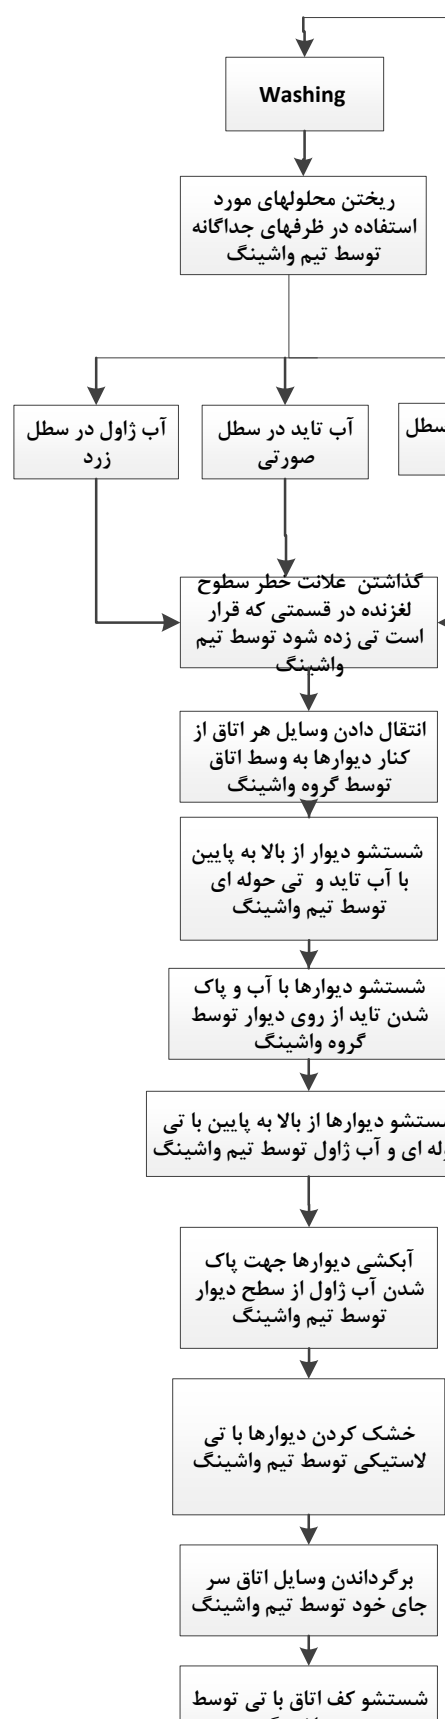 Washing
ریختن محلولهای مورد
استفاده در ظرفهای جداگانه
توسط تیم واشینگ
سطل
آب تاید در سطل
صورتی
آب ژاول در سطل
زرد
گذاشتن علانت خطر سطوح
لغزنده در قسمتی که قرار
است تی زده شود توسط تیم
واشینگ
انتقال دادن وسایل هر اتاق از
کنار دیوارها به وسط اتاق
توسط گروه واشینگ
شستشو دیوار از بالا به پایین
با آب تاید و تی حوله ای
توسط تیم واشینگ
شستشو دیوارها با آب و پاک
شدن تاید از روی دیوار توسط
گروه واشینگ
دیوارها از بالا به پایین با تی
ای و آب ژاول توسط تیم واشینگ
آبکشی دیوارها جهت پاک
شدن آب ژاول از سطح دیوار
توسط تیم واشینگ
خشک کردن دیوارها با تی
لاستیکی توسط تیم واشینگ
برگرداندن وسایل اتاق سر
جای خود توسط تیم واشینگ
شستشو کف اتاق با تی توسط